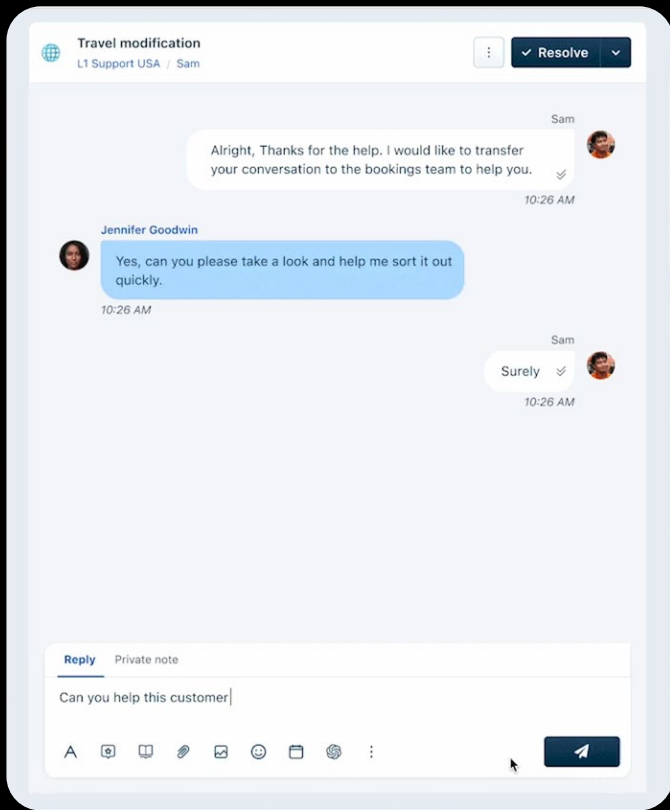 Travel modification
L1 Support USA / Sam
Resolve
Sam
Alright, Thanks for the help. I would like to transfer
your conversation to the bookings team to help you.
10:26 AM
Jennifer Goodwin
Yes, can you please take a look and help me sort it out
quickly.
10:26 AM
Sam
Surely
10:26 AM
Reply Private note
Can you help this customer